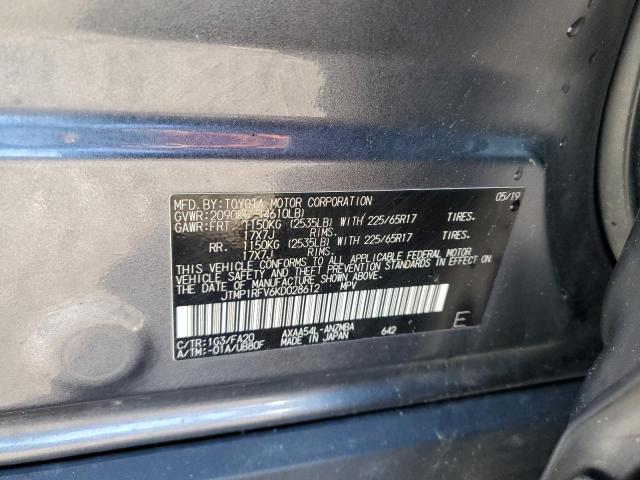 MFD. BY: TOYOTA MOTOR CORPORATION 05/19
GVWR: 2090KG (4610LB)
GAWR: FRT 1150KG (2535LB) WITH 225/65R17 TIRES.
17X7J RIMS.
RR 1150KG (2535LB) WITH 225/65R17 TIRES.
17X7J RIMS.
THIS VEHICLE CONFORMS TO ALL APPLICABLE FEDERAL MOTOR
VEHICLE SAFETY AND THEFT PREVENTION STANDARDS IN EFFECT ON
THE DATE OF MANUFACTURE SHOWN ABOVE.
JTMP1RFV6KD028612 MPV
C/TR: 1G3/FA20 AXAA54L-ANZMBA 642 E
A/TM: -01A/UB80F MADE IN JAPAN